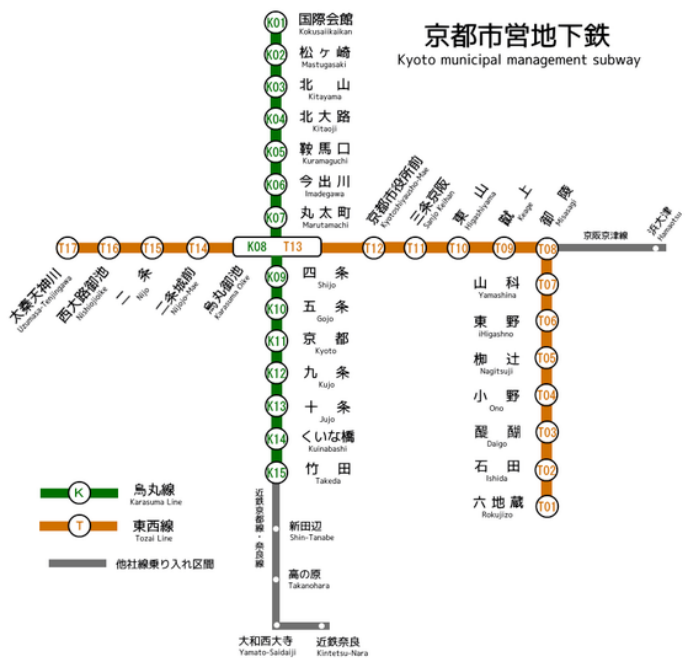 京都市営地下鉄
Kyoto municipal management subway
K01
国際会館
Kokusaiikaikan
K02
松ヶ崎
Mastugasaki
K03
北山
Kitayama
K04
北大路
Kitaoji
K05
鞍馬口
Kuramaguchi
K06
今出川
Imadegawa
K07
丸太町
Marutamachi
K08 T13
烏丸御池
Karasuma Oike
T17
太秦天神川
Uzumasa-Tenjingawa
T16
西大路御池
Nishiojioike
T15
二条
Nijo
T14
二条城前
Nijojo-Mae
T12
京都市役所前
Kyotoshiyausho-Mae
T11
三条京阪
Sanjo Keihan
T10
東山
Higashiyama
T09
蹴上
Keage
T08
御陵
Misasagi
京阪京津線
浜大津
Hamaotsu
K09
四条
Shijo
K10
五条
Gojo
K11
京都
Kyoto
K12
九条
Kujo
K13
十条
Jujo
K14
くいな橋
Kuinabashi
K15
竹田
Takeda
山科
Yamashina
T07
東野
iHigashno
T06
椥辻
Nagitsuji
T05
小野
Ono
T04
醍醐
Daigo
T03
石田
Ishida
T02
六地蔵
Rokujizo
T01
近鉄京都線・奈良線
新田辺
Shin-Tanabe
高の原
Takanohara
大和西大寺
Yamato-Saidaiji
近鉄奈良
Kintetsu-Nara
K
烏丸線
Karasuma Line
T
東西線
Tozai Line
他社線乗り入れ区間